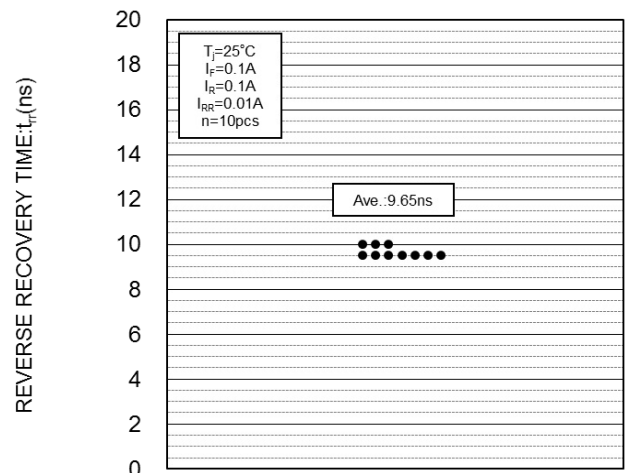 REVERSE RECOVERY TIME:trr(ns)
20
18
16
14
12
10
8
6
4
2
0
Tj=25°C
IF=0.1A
IR=0.1A
IRR=0.01A
n=10pcs
Ave.:9.65ns